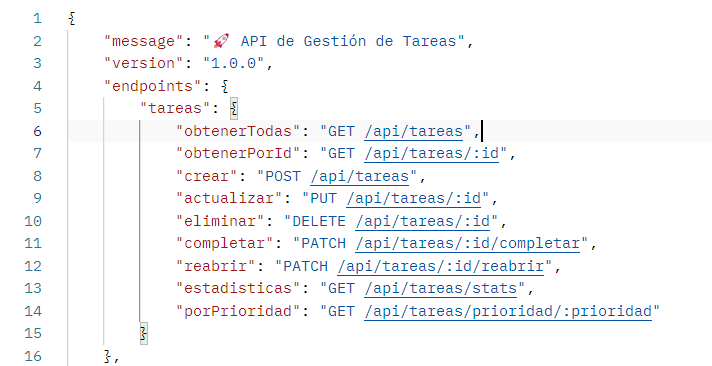 1 {
2 "message": "🚀 API de Gestión de Tareas",
3 "version": "1.0.0",
4 "endpoints": {
5 "tareas": {
6 "obtenerTodas": "GET /api/tareas",
7 "obtenerPorId": "GET /api/tareas/:id",
8 "crear": "POST /api/tareas",
9 "actualizar": "PUT /api/tareas/:id",
10 "eliminar": "DELETE /api/tareas/:id",
11 "completar": "PATCH /api/tareas/:id/completar",
12 "reabrir": "PATCH /api/tareas/:id/reabrir",
13 "estadisticas": "GET /api/tareas/stats",
14 "porPrioridad": "GET /api/tareas/prioridad/:prioridad"
15 }
16 },